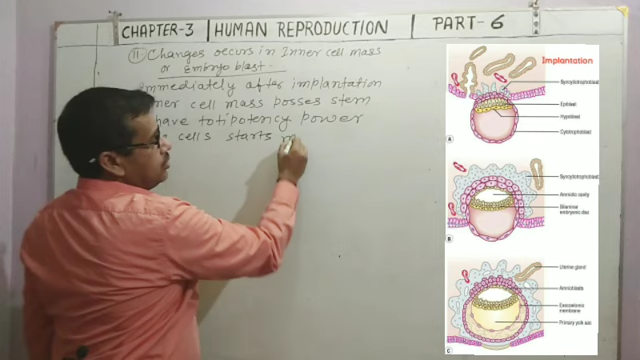 CHAPTER-3 HUMAN REPRODUCTION PART-6
(II) Changes occurs in Inner cell mass
or Embryoblast:-
mmediately after implantation
ner cell mass posses stem
have totipotency power
cells starts m
Implantation
Syncytiotrophoblast
Epiblast
Hypoblast
Cytotrophoblast
A
Syncytiotrophoblast
Amniotic cavity
Bilaminar
embryonic disc
B
Uterine gland
Amnioblasts
Exocoelomic
membrane
Primary yolk sac
C